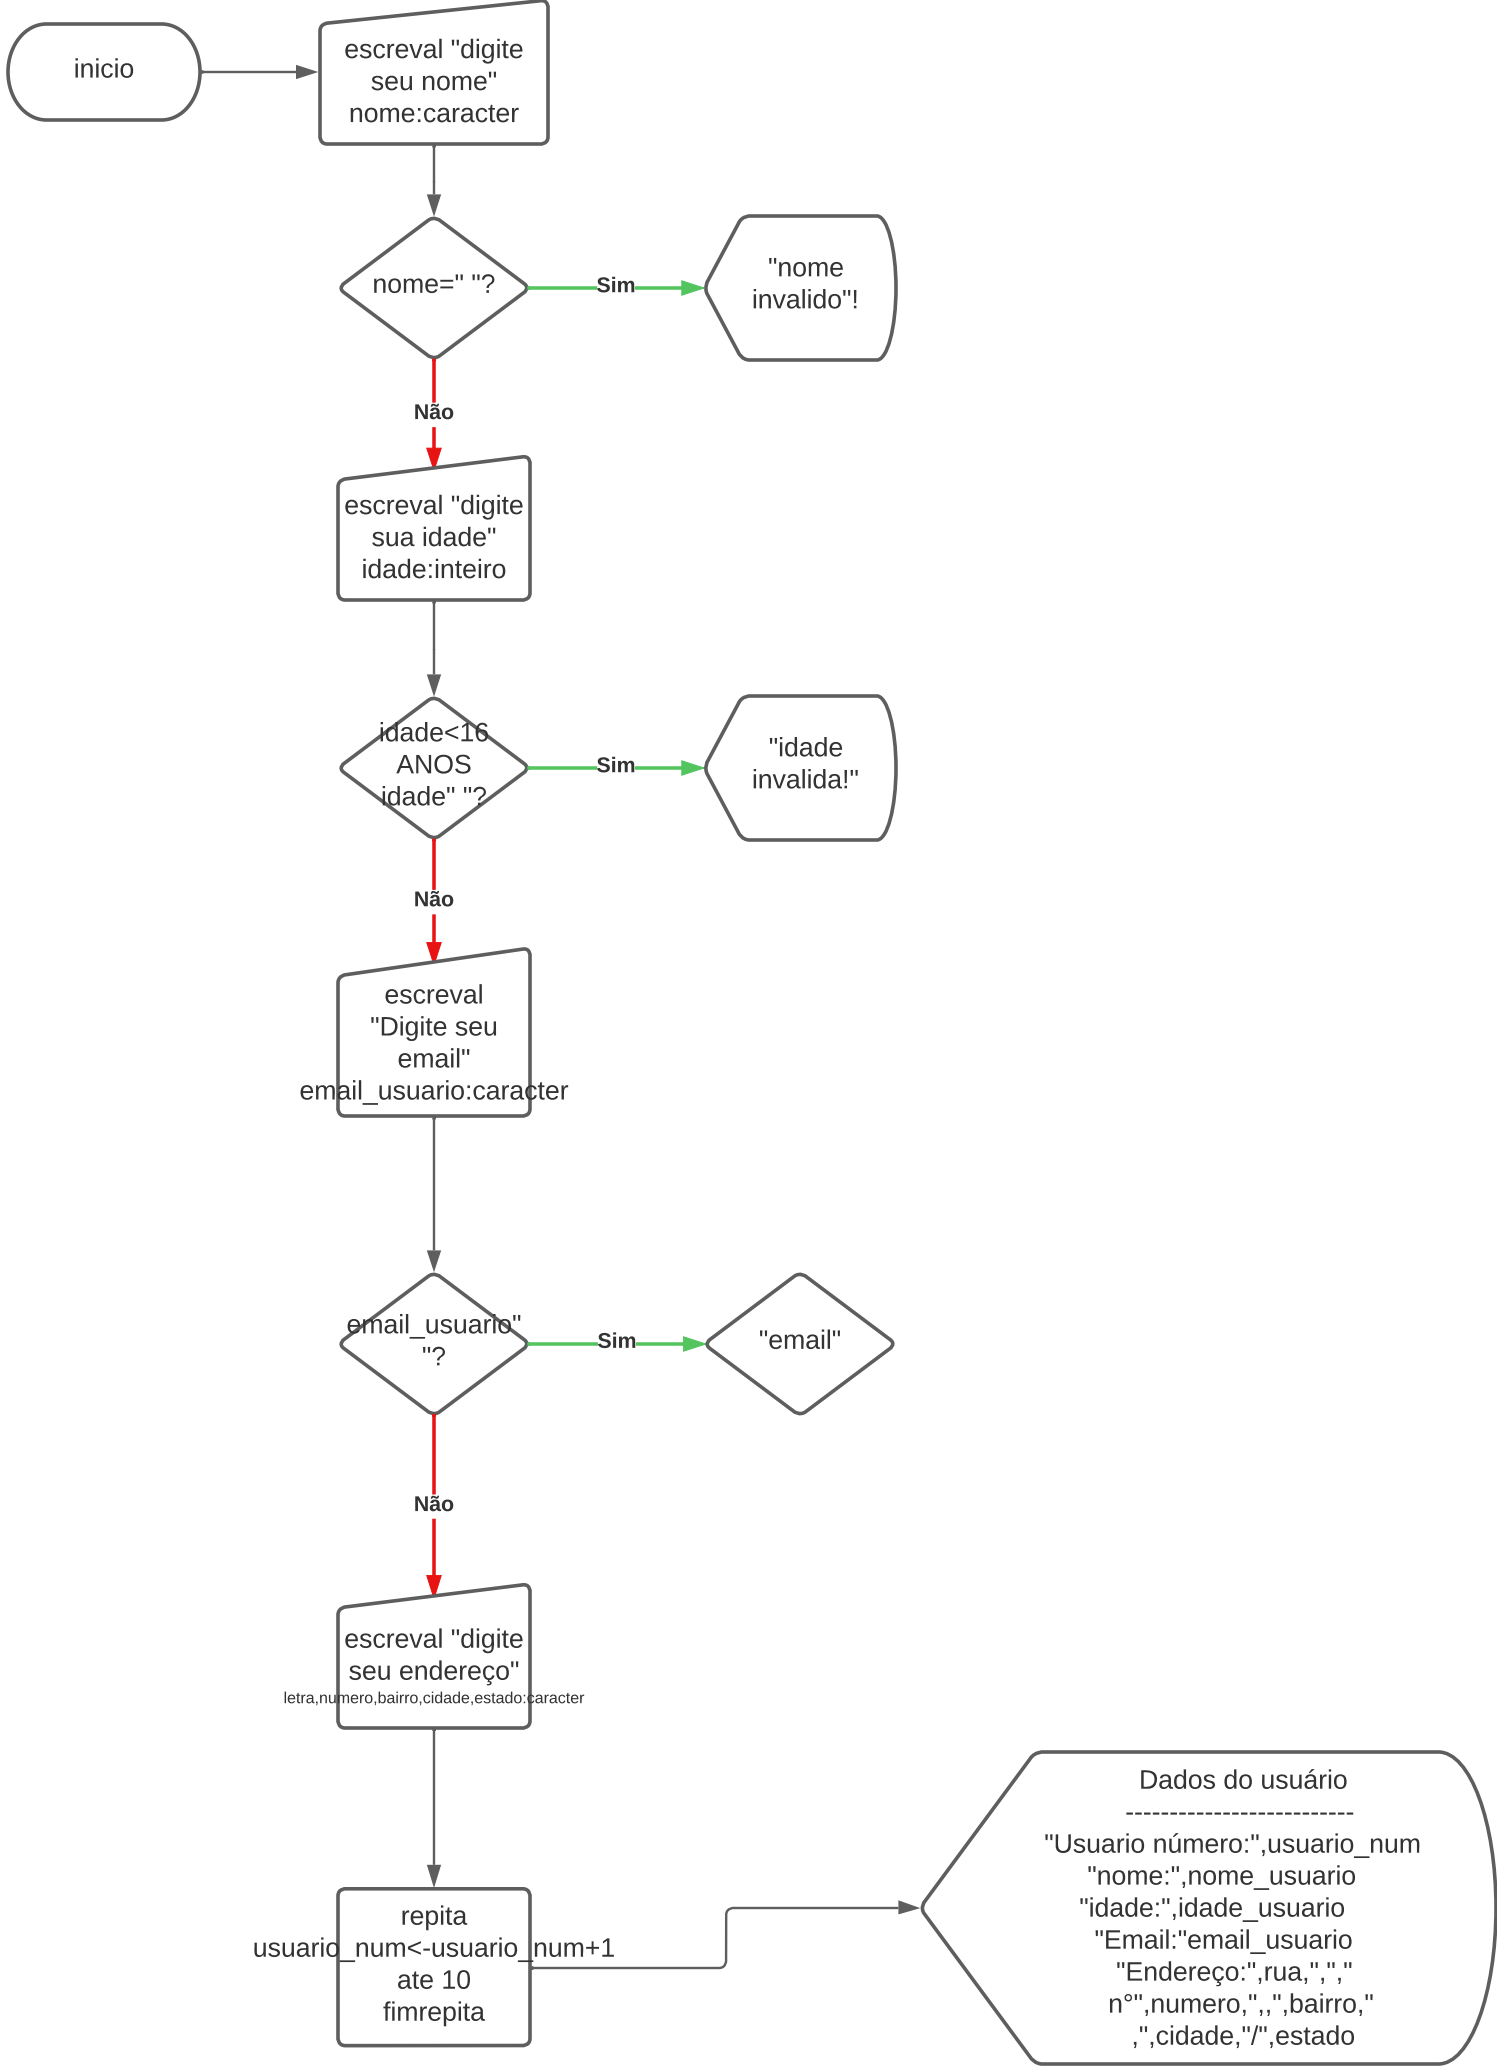 inicio
escreval "digite
seu nome"
nome:caracter
nome=" "?
Sim
"nome
invalido"!
Não
escreval "digite
sua idade"
idade:inteiro
idade<16
ANOS
idade" "?
Sim
"idade
invalida!"
Não
escreval
"Digite seu
email"
email_usuario:caracter
email_usuario"
"?
Sim
"email"
Não
escreval "digite
seu endereço"
letra,numero,bairro,cidade,estado:caracter
repita
usuario_num<-usuario_num+1
ate 10
fimrepita
Dados do usuário
--------------------------
"Usuario número:",usuario_num
"nome:",nome_usuario
"idade:",idade_usuario
"Email:"email_usuario
"Endereço:",rua,",","
n°",numero,",,",bairro,"
,",cidade,"/",estado